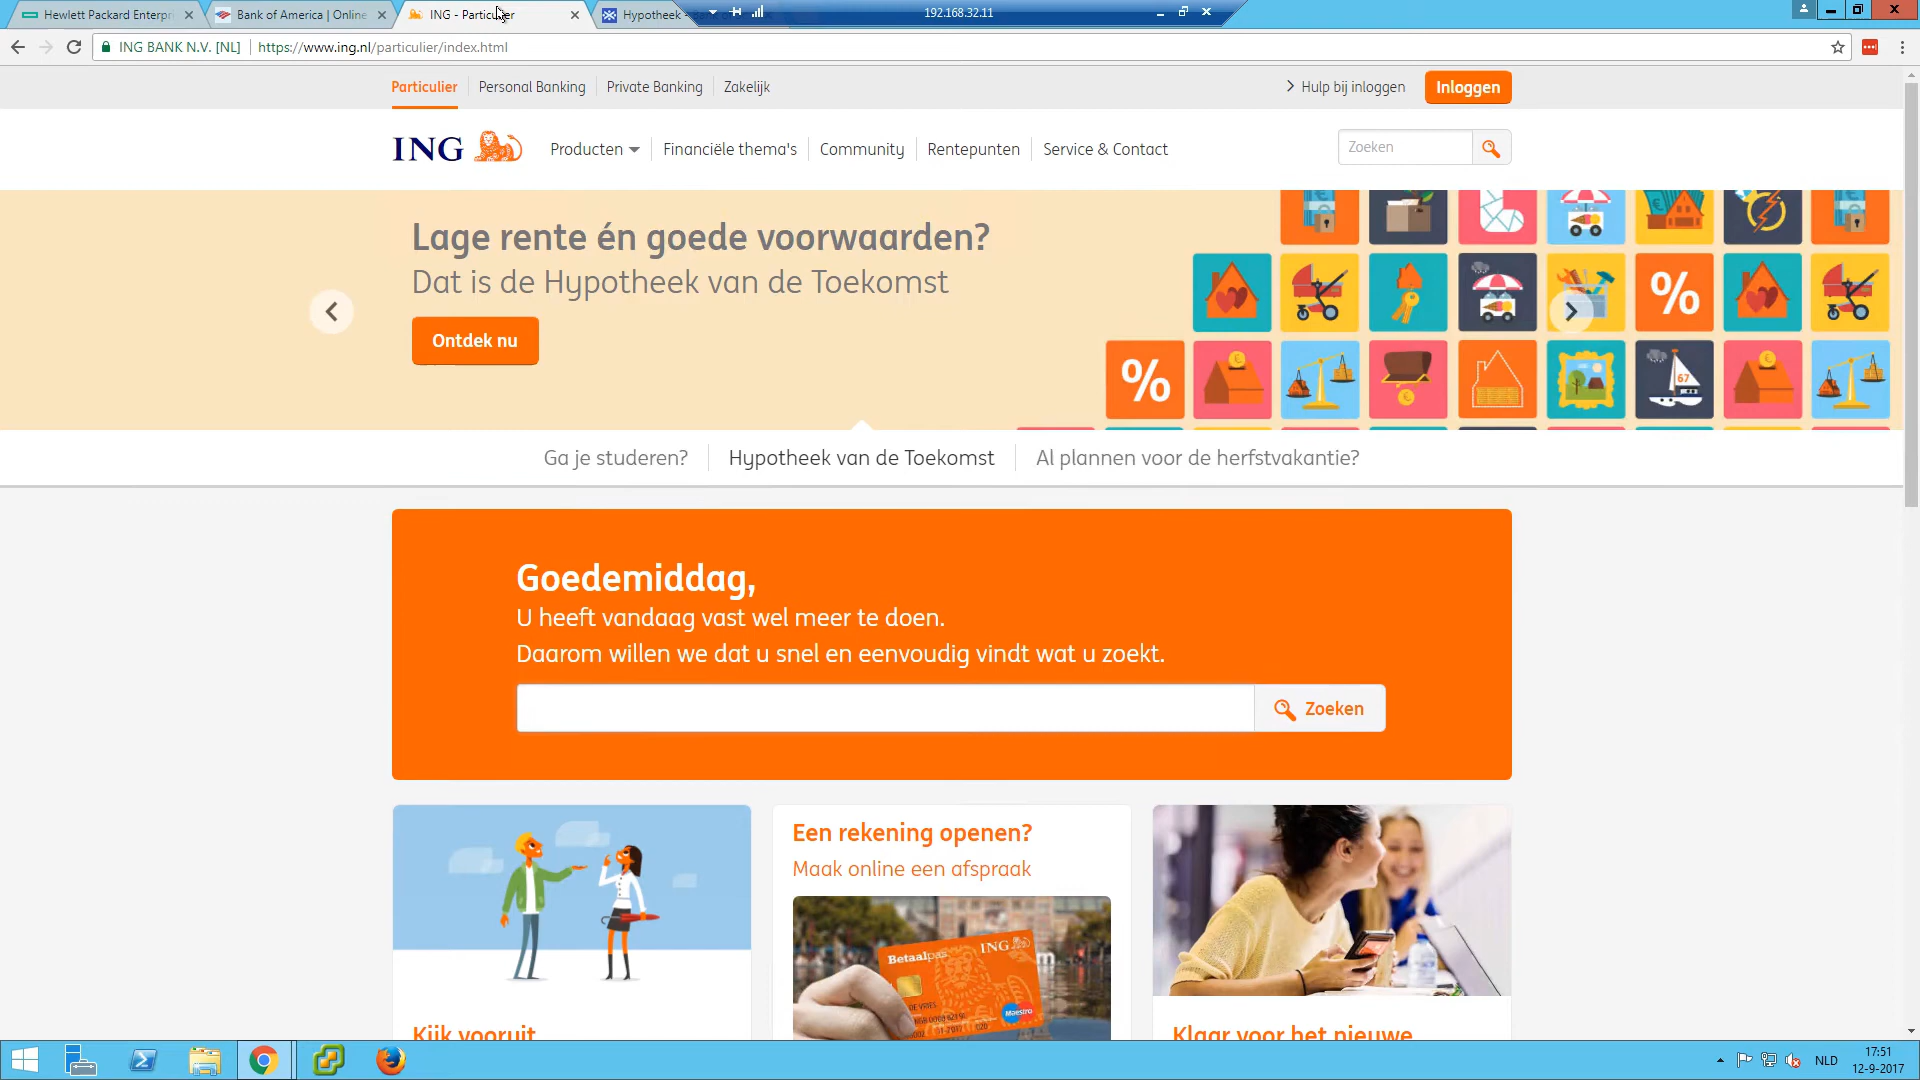 Hewlett Packard Enterpri
Bank of America | Online
ING - Particulier
Hypotheek -
192.168.32.11
ING BANK N.V. [NL]
https://www.ing.nl/particulier/index.html
Particulier
Personal Banking
Private Banking
Zakelijk
Hulp bij inloggen
Inloggen
ING
Producten
Financiële thema's
Community
Rentepunten
Service & Contact
Zoeken
Lage rente én goede voorwaarden?
Dat is de Hypotheek van de Toekomst
Ontdek nu
%
%
67
Ga je studeren?
Hypotheek van de Toekomst
Al plannen voor de herfstvakantie?
Goedemiddag,
U heeft vandaag vast wel meer te doen.
Daarom willen we dat u snel en eenvoudig vindt wat u zoekt.
Zoeken
Een rekening openen?
Maak online een afspraak
ING
Betaalpas
DE VRIES
Maestro
Kijk vooruit
Klaar voor het nieuwe
NLD
17:51
12-9-2017